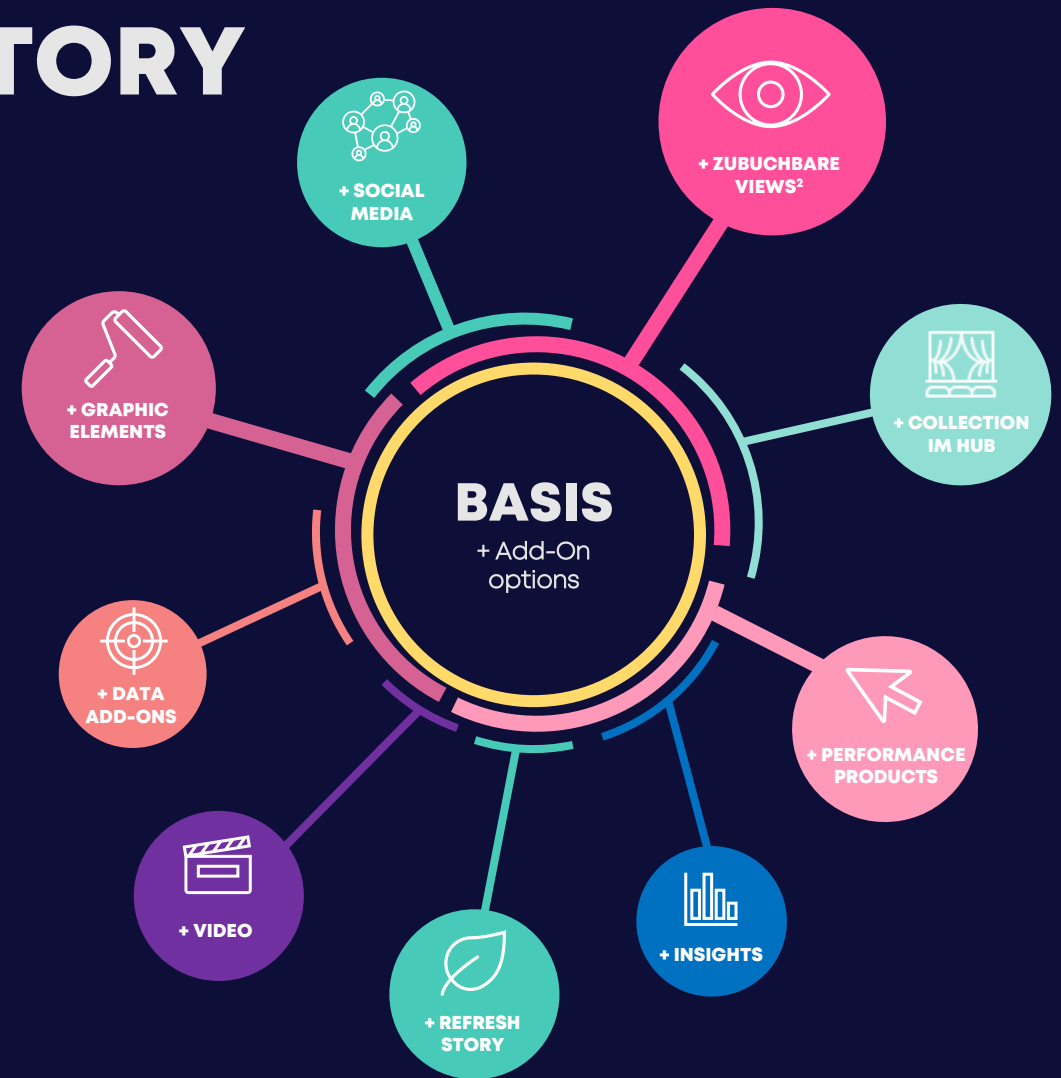 TORY
+ SOCIAL
MEDIA
+ ZUBUCHBARE
VIEWS²
+ GRAPHIC
ELEMENTS
+ COLLECTION
IM HUB
BASIS
+ Add-On
options
+ DATA
ADD-ONS
+ PERFORMANCE
PRODUCTS
+ VIDEO
+ INSIGHTS
+ REFRESH
STORY